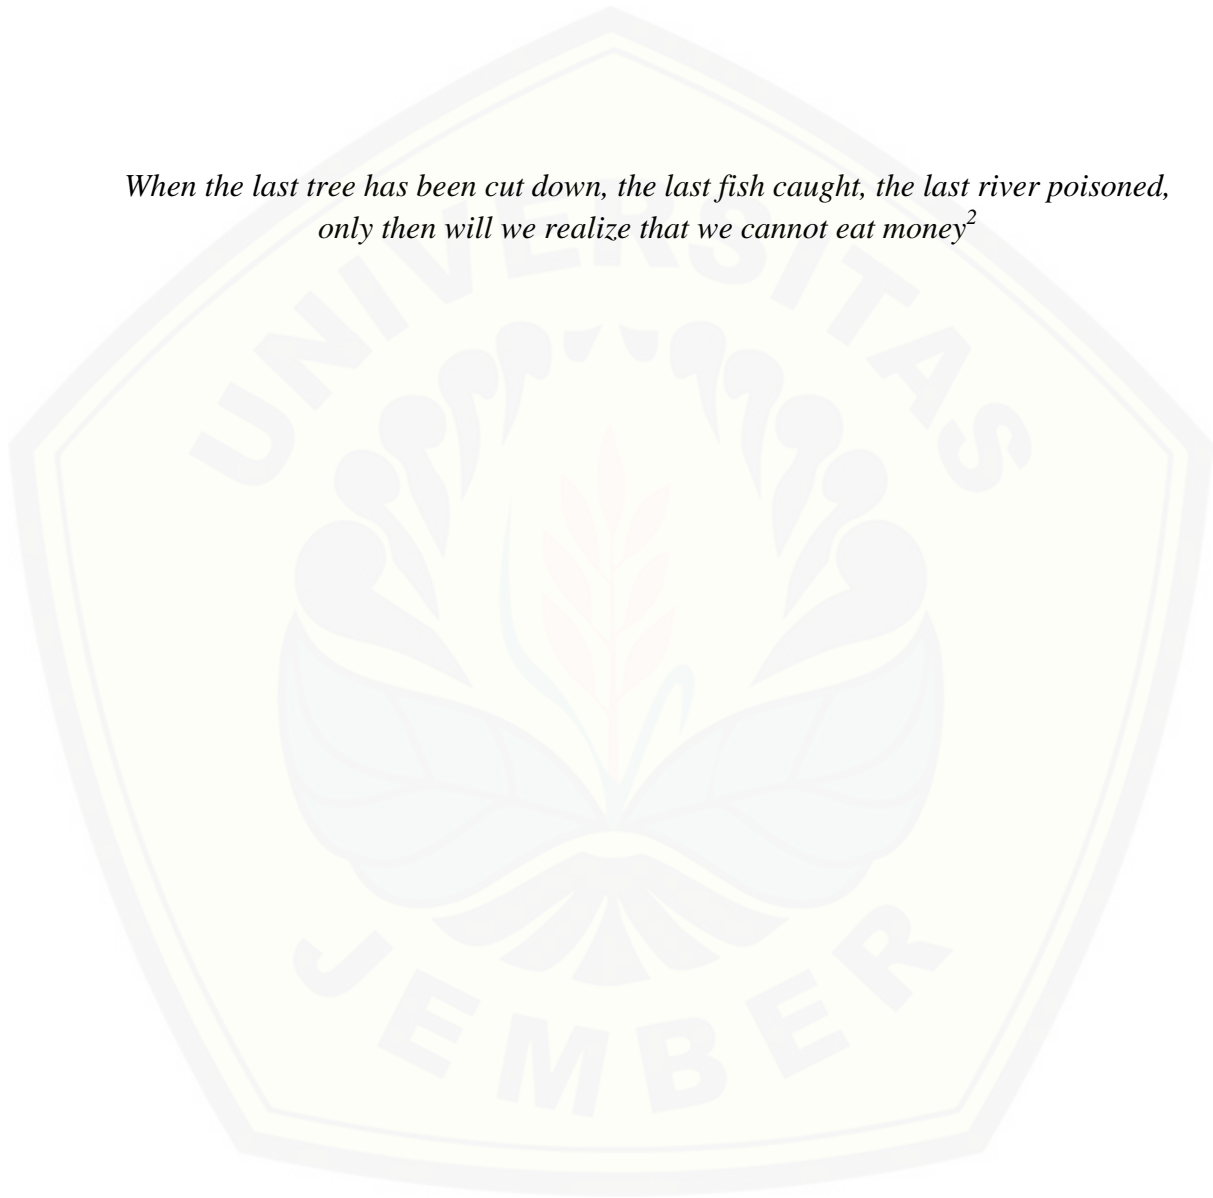 When the last tree has been cut down, the last fish caught, the last river poisoned,
only then will we realize that we cannot eat money2
UNIVERSITAS
JEMBER